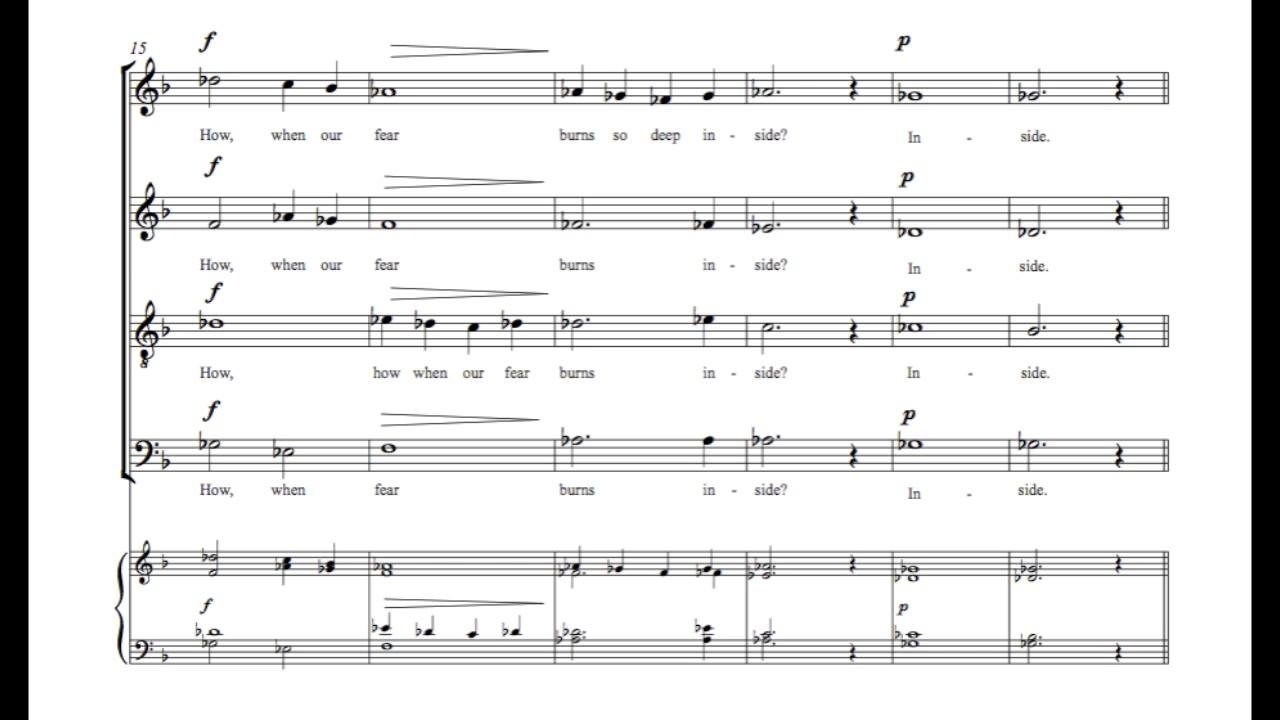 15
f
How, when our fear burns so deep in - side? In - side.
p
f
How, when our fear burns in - side? In - side.
p
f
How, how when our fear burns in - side? In - side.
p
8
f
How, when fear burns in - side? In - side.
p
f
p